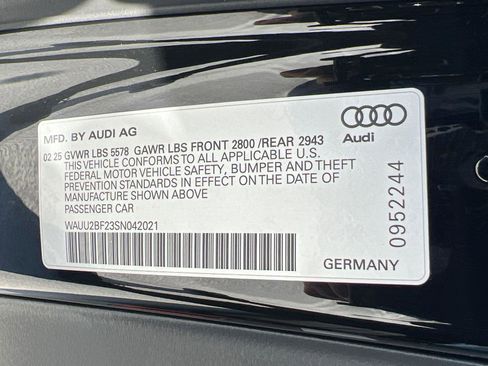 MFD. BY AUDI AG
Audi
02 25 GVWR LBS 5578 GAWR LBS FRONT 2800 /REAR 2943
THIS VEHICLE CONFORMS TO ALL APPLICABLE U.S.
FEDERAL MOTOR VEHICLE SAFETY, BUMPER AND THEFT
PREVENTION STANDARDS IN EFFECT ON THE DATE OF
MANUFACTURE SHOWN ABOVE
PASSENGER CAR
WAUU2BF23SN042021
GERMANY
0952244